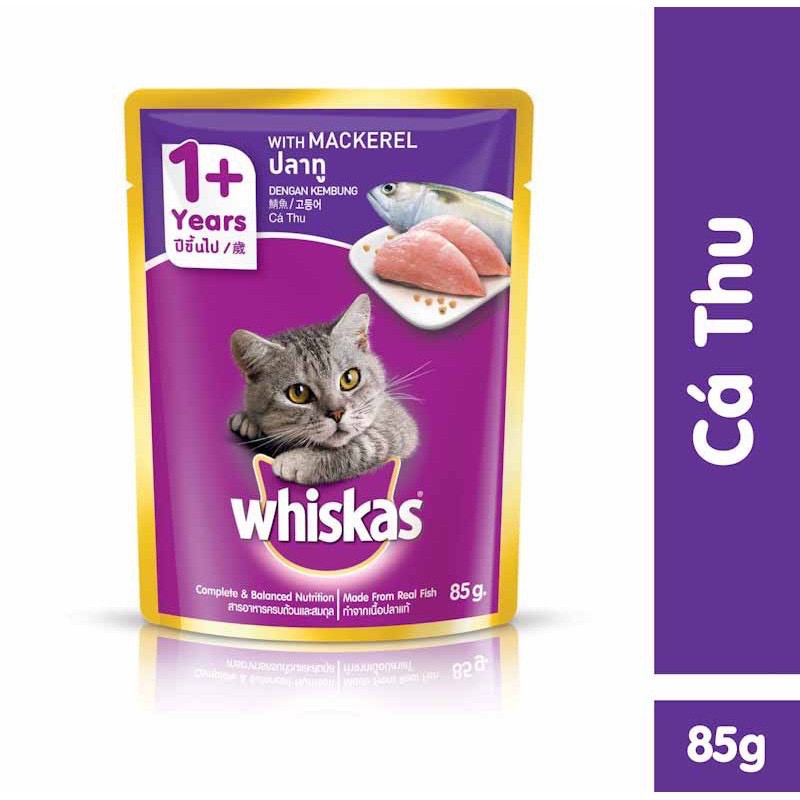 1+
Years
ปีขึ้นไป / 歲
WITH MACKEREL
ปลาทู
DENGAN KEMBUNG
鯖魚 / 고등어
Cá Thu
whiskas®
Complete & Balanced Nutrition
สารอาหารครบถ้วนและสมดุล
Made From Real Fish
ทำจากเนื้อปลาแท้
85 g.
Cá Thu
85g